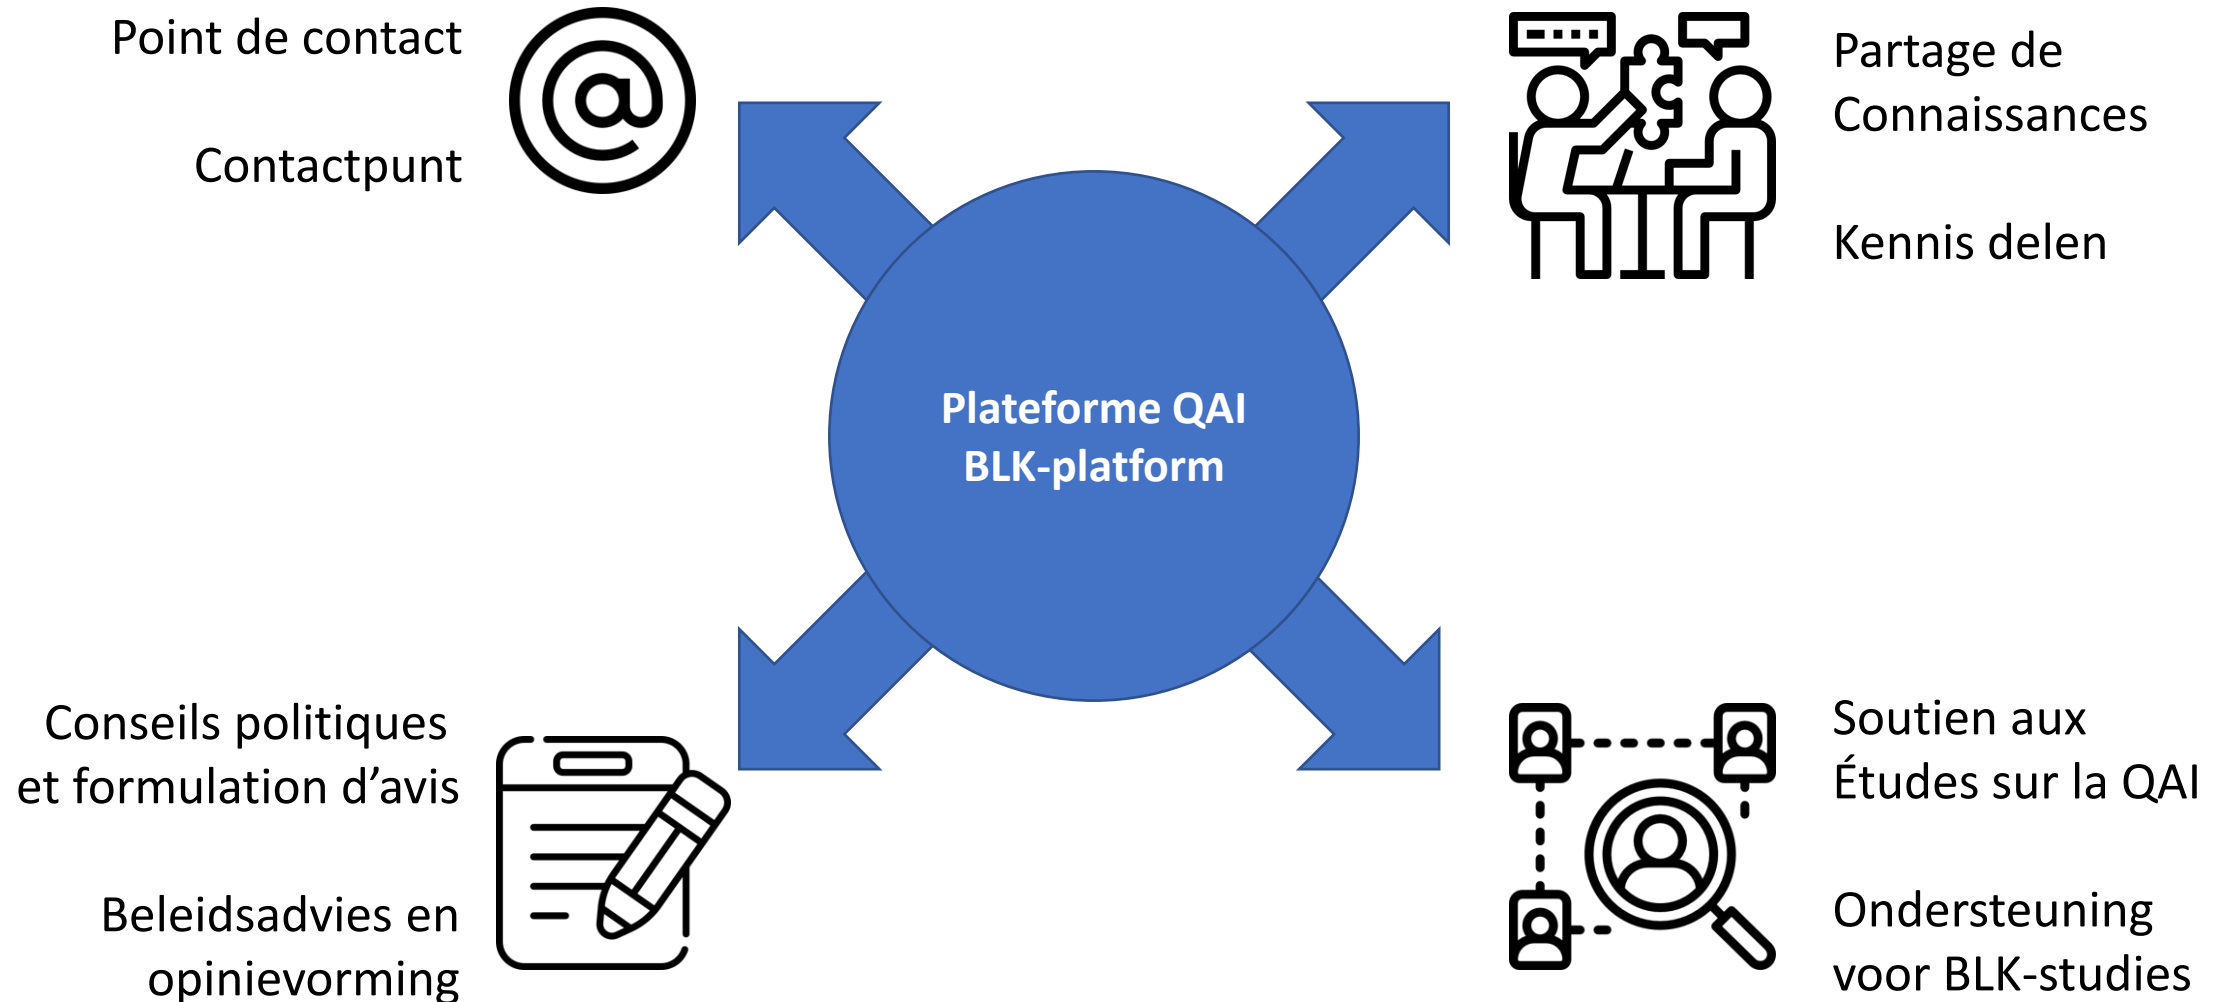 Point de contact
Contactpunt
Partage de
Connaissances
Kennis delen
Plateforme QAI
BLK-platform
Conseils politiques
et formulation d’avis
Beleidsadvies en
opinievorming
Soutien aux
Études sur la QAI
Ondersteuning
voor BLK-studies